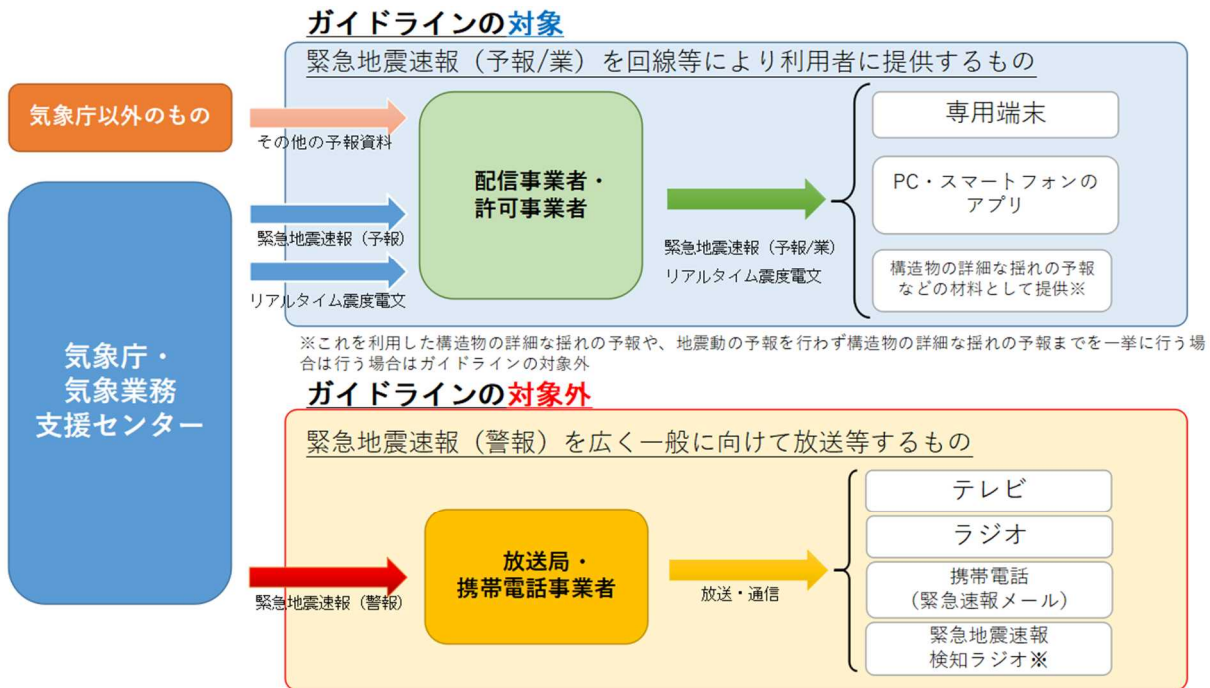 ガイドラインの対象
緊急地震速報（予報/業）を回線等により利用者に提供するもの
気象庁以外のもの
その他の予報資料
気象庁・
気象業務
支援センター
緊急地震速報（予報）
リアルタイム震度電文
配信事業者・
許可事業者
緊急地震速報（予報/業）
リアルタイム震度電文
専用端末
PC・スマートフォンの
アプリ
構造物の詳細な揺れの予報
などの材料として提供※
※これを利用した構造物の詳細な揺れの予報や、地震動の予報を行わず構造物の詳細な揺れの予報までを一挙に行う場
合は行う場合はガイドラインの対象外
ガイドラインの対象外
緊急地震速報（警報）を広く一般に向けて放送等するもの
緊急地震速報（警報）
放送局・
携帯電話事業者
放送・通信
テレビ
ラジオ
携帯電話
(緊急速報メール)
緊急地震速報
検知ラジオ※